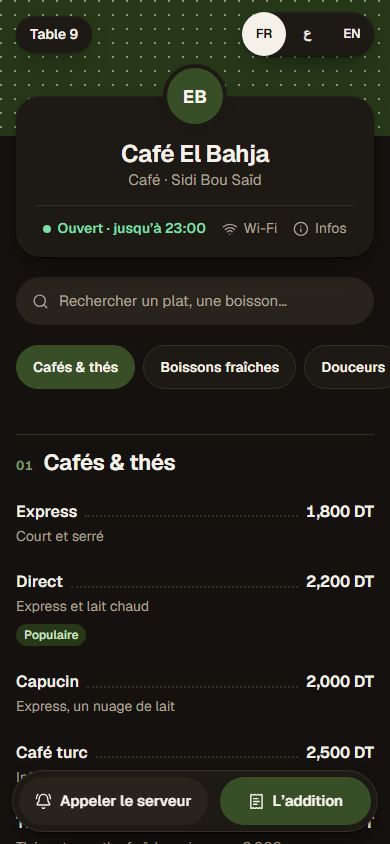 Table 9
FR
ع
EN
EB
Café El Bahja
Café · Sidi Bou Saïd
Ouvert · jusqu'à 23:00
Wi-Fi
Infos
Rechercher un plat, une boisson…
Cafés & thés
Boissons fraîches
Douceurs
01 Cafés & thés
Express 1,800 DT
Court et serré
Direct 2,200 DT
Express et lait chaud
Populaire
Capucin 2,000 DT
Express, un nuage de lait
Café turc 2,500 DT
Appeler le serveur
L'addition